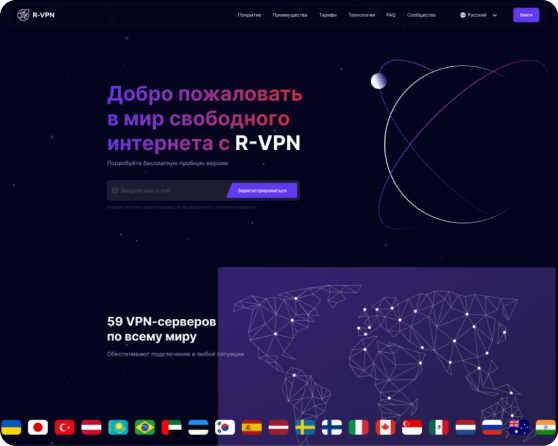 R-VPN
Покрытие Преимущества Тарифы Технологии FAQ Сообщество Русский Войти
Добро пожаловать
в мир свободного
интернета с R-VPN
Попробуйте бесплатную пробную версию
Введите ваш e-mail Зарегистрироваться
59 VPN-серверов
по всему миру
Обеспечивают подключение в любой ситуации